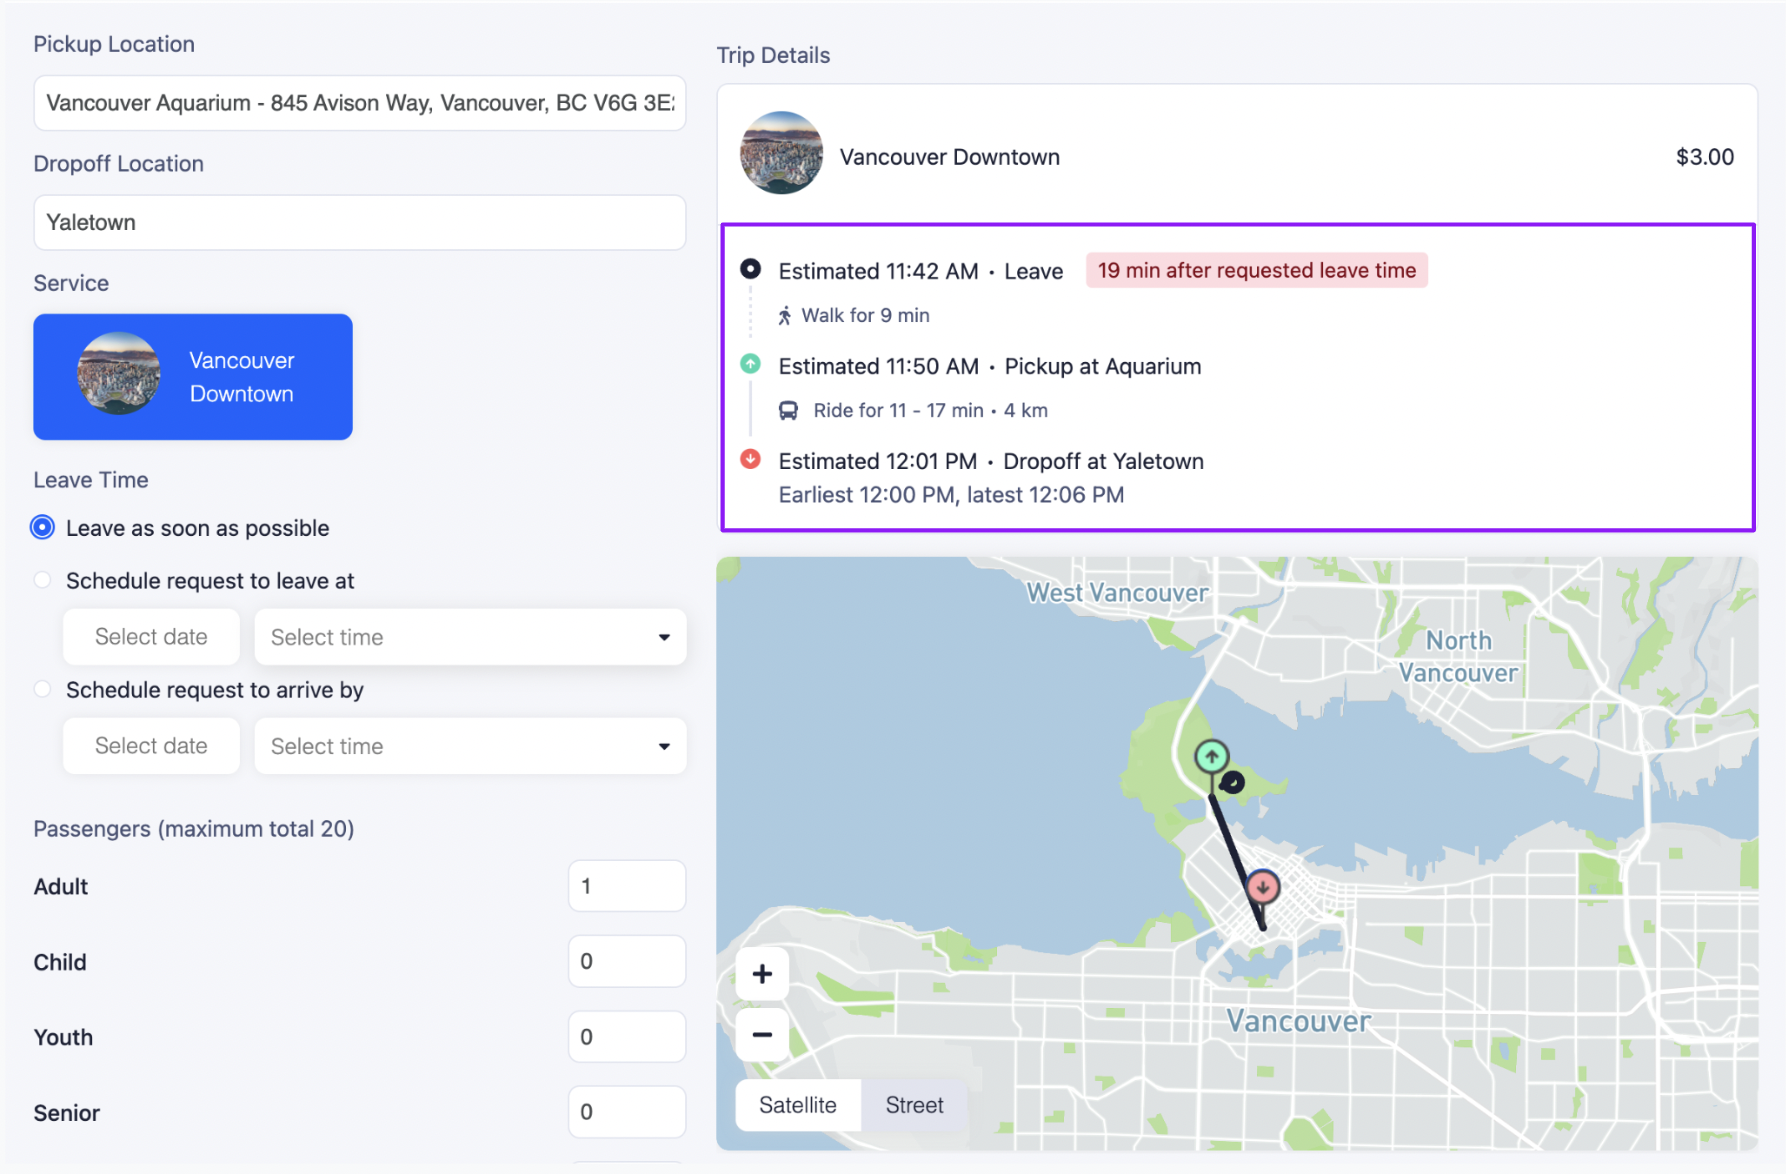 Pickup Location
Vancouver Aquarium - 845 Avison Way, Vancouver, BC V6G 3E
Dropoff Location
Yaletown
Service
Vancouver
Downtown
Leave Time
Leave as soon as possible
Schedule request to leave at
Select date
Select time
Schedule request to arrive by
Select date
Select time
Passengers (maximum total 20)
Adult
1
Child
0
Youth
0
Senior
0
Trip Details
Vancouver Downtown
$3.00
Estimated 11:42 AM • Leave
19 min after requested leave time
Walk for 9 min
Estimated 11:50 AM • Pickup at Aquarium
Ride for 11 - 17 min • 4 km
Estimated 12:01 PM • Dropoff at Yaletown
Earliest 12:00 PM, latest 12:06 PM
West Vancouver
North
Vancouver
Vancouver
+
−
Satellite
Street